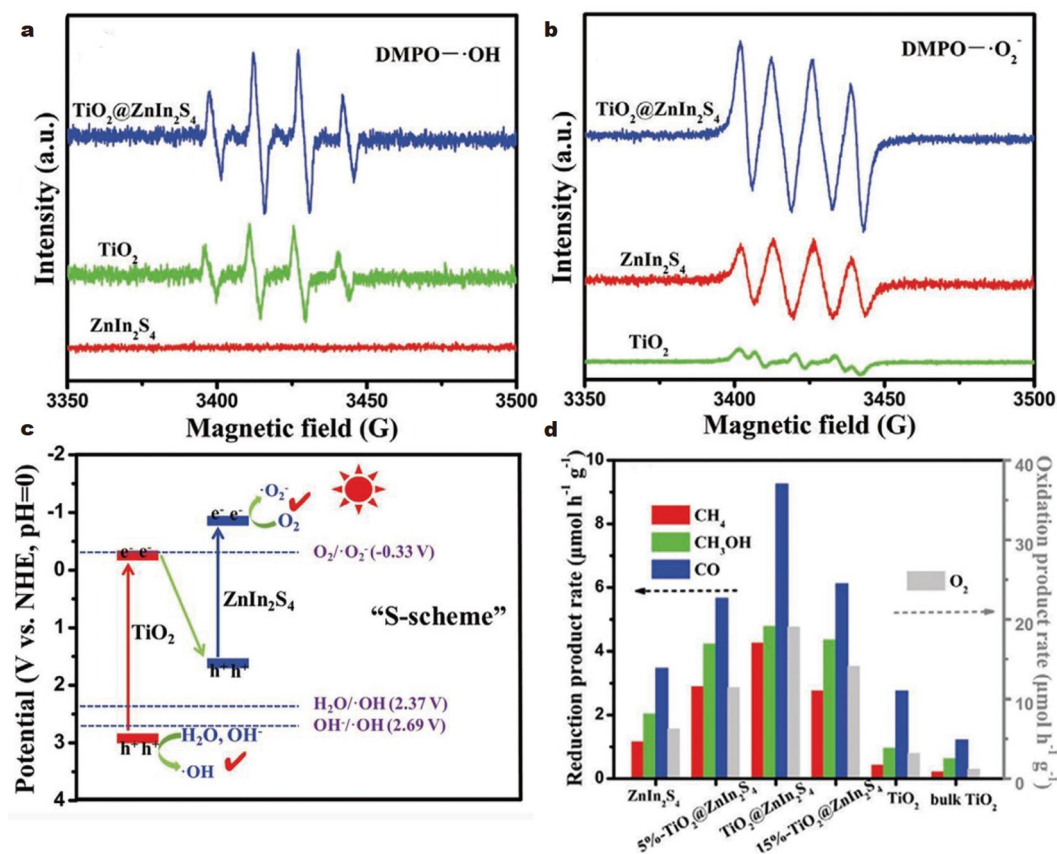 a
DMPO—·OH
TiO₂@ZnIn₂S₄
TiO₂
ZnIn₂S₄
Intensity (a.u.)
3350
3400
3450
3500
Magnetic field (G)
b
DMPO—·O₂⁻
TiO₂@ZnIn₂S₄
ZnIn₂S₄
TiO₂
Intensity (a.u.)
3350
3400
3450
3500
Magnetic field (G)
c
Potential (V vs. NHE, pH=0)
-2
-1
0
1
2
3
4
·O₂⁻
e⁻ e⁻
O₂
O₂/·O₂⁻ (-0.33 V)
e⁻ e⁻
ZnIn₂S₄
"S-scheme"
TiO₂
h⁺ h⁺
H₂O/·OH (2.37 V)
OH⁻/·OH (2.69 V)
h⁺ h⁺
H₂O, OH⁻
·OH
d
Reduction product rate (μmol h⁻¹ g⁻¹)
10
8
6
4
2
0
CH₄
CH₃OH
CO
O₂
Oxidation product rate (μmol h⁻¹ g⁻¹)
40
30
20
10
0
ZnIn₂S₄
5%-TiO₂@ZnIn₂S₄
TiO₂@ZnIn₂S₄
15%-TiO₂@ZnIn₂S₄
TiO₂
bulk TiO₂